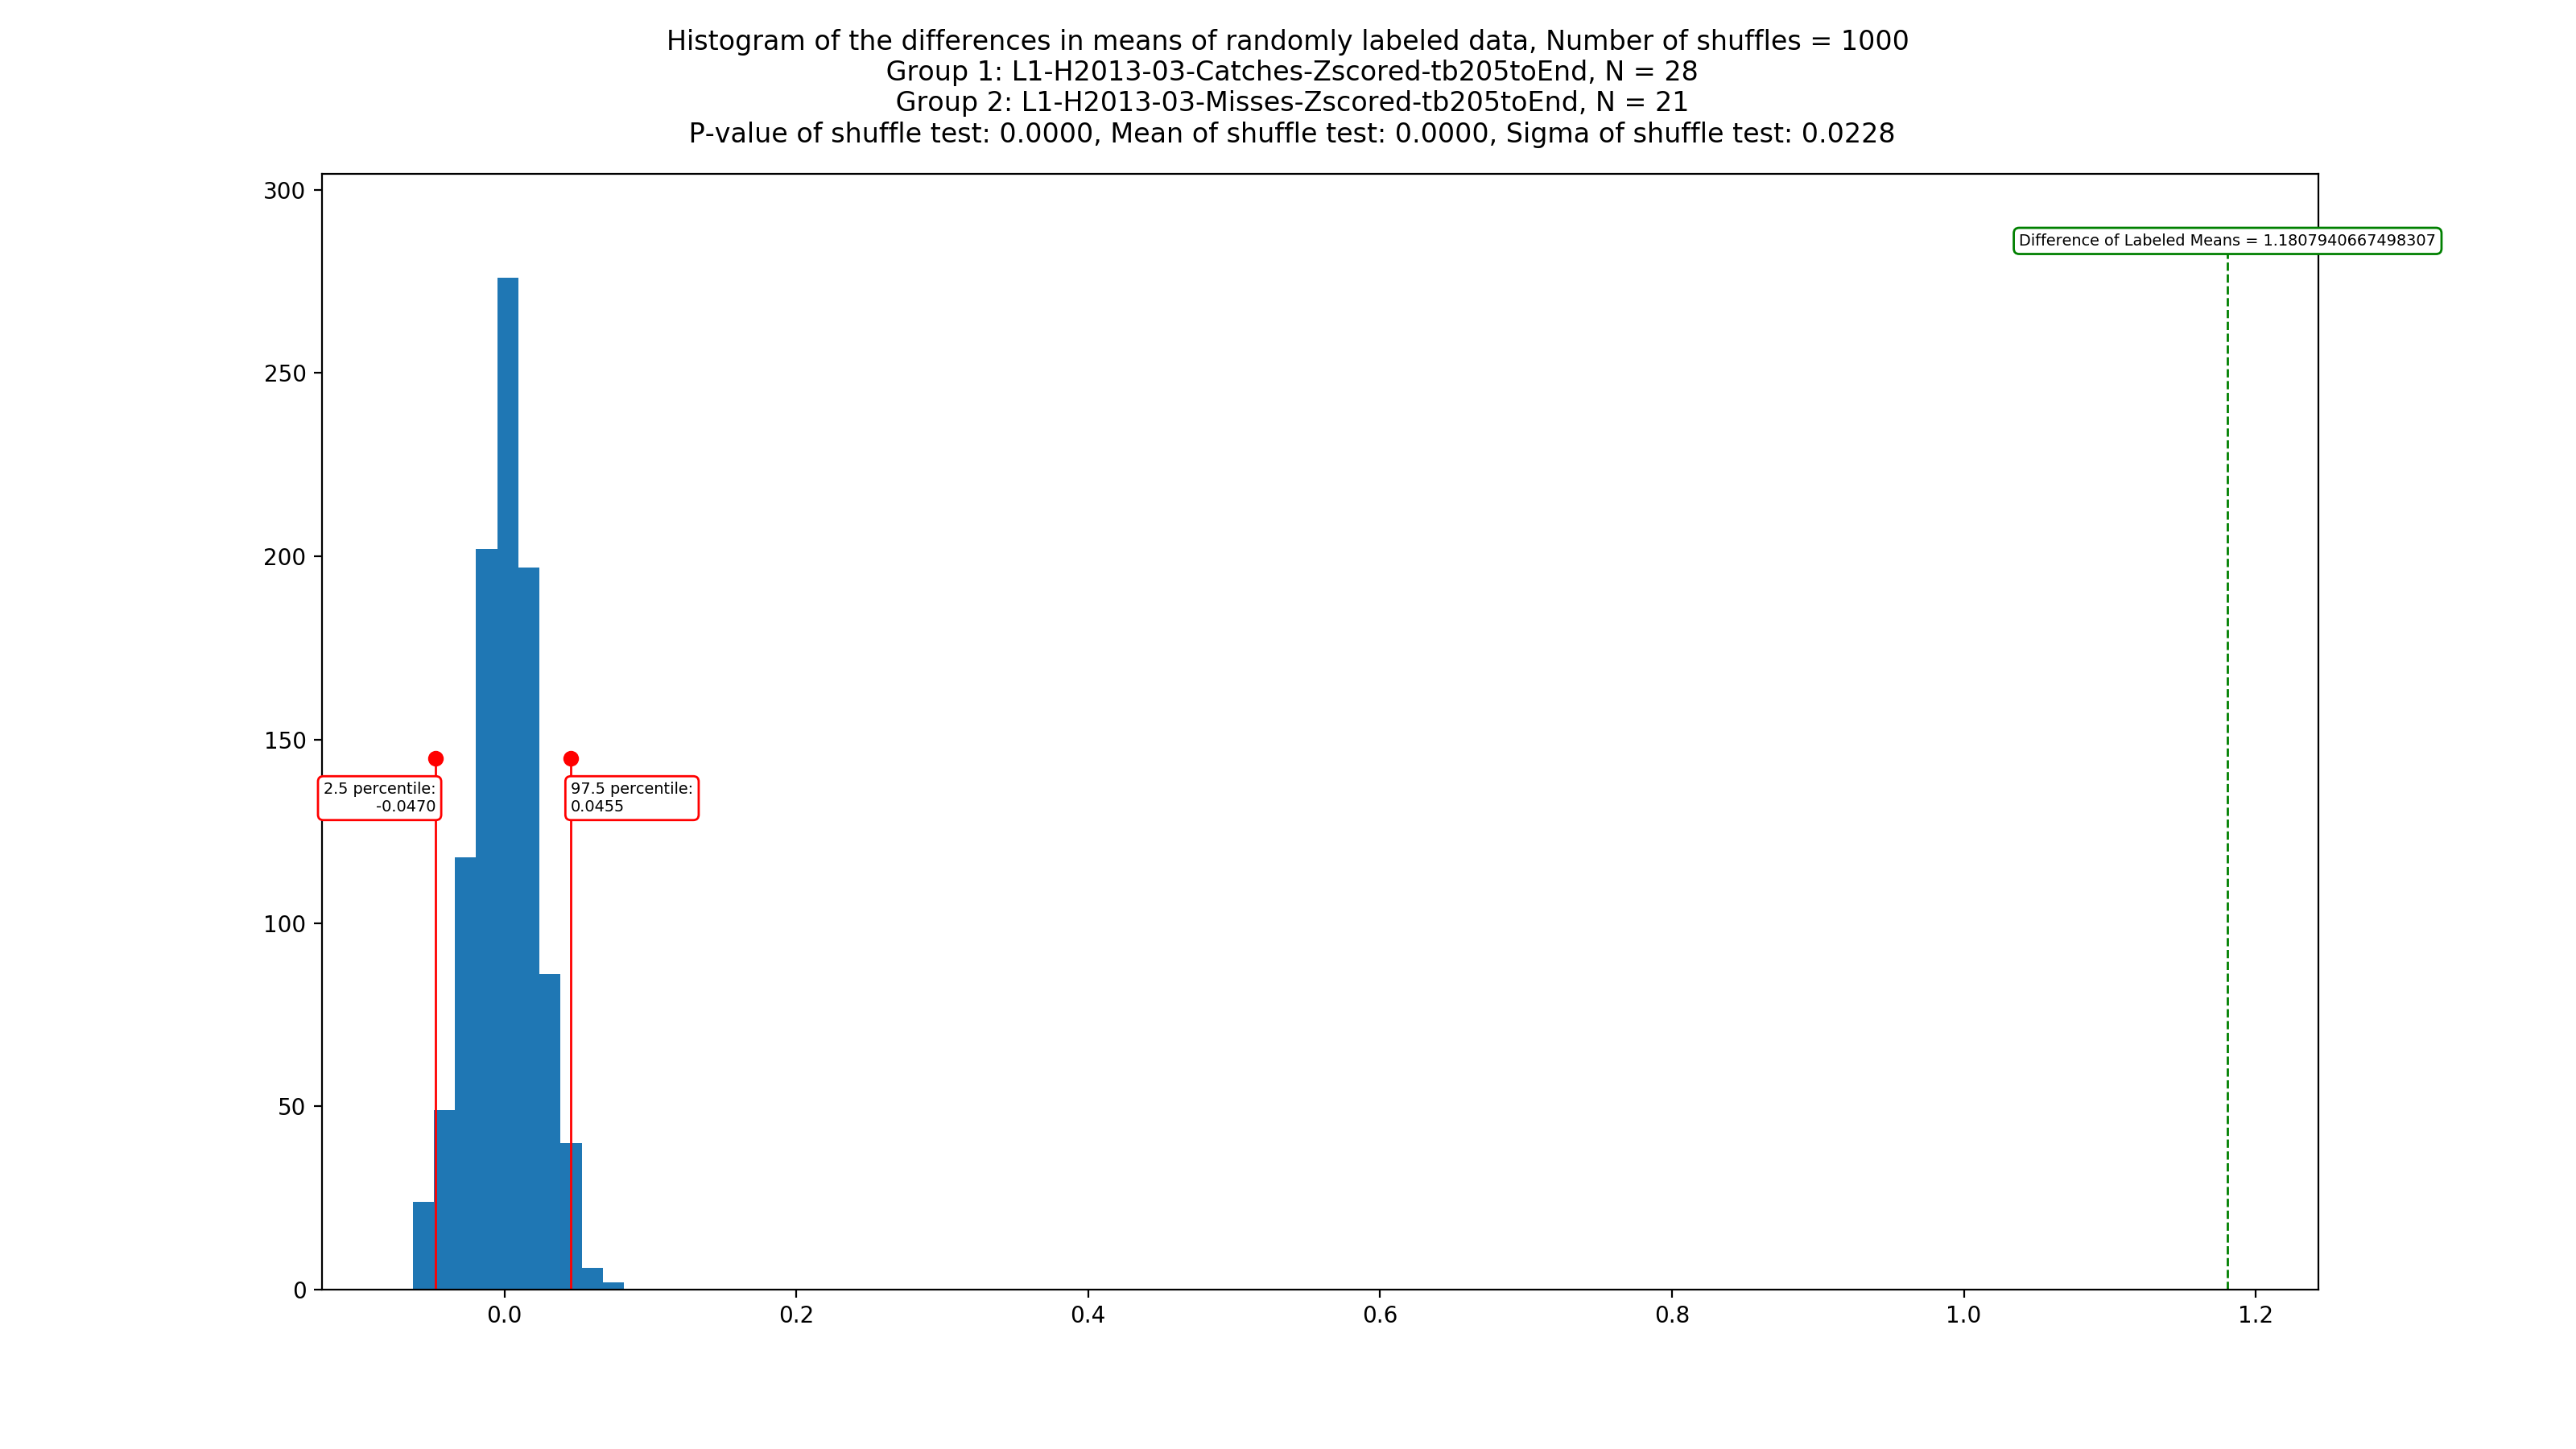 Histogram of the differences in means of randomly labeled data, Number of shuffles = 1000
Group 1: L1-H2013-03-Catches-Zscored-tb205toEnd, N = 28
Group 2: L1-H2013-03-Misses-Zscored-tb205toEnd, N = 21
P-value of shuffle test: 0.0000, Mean of shuffle test: 0.0000, Sigma of shuffle test: 0.0228
300
Difference of Labeled Means = 1.1807940667498307
250
200
150
2.5 percentile:
-0.0470
97.5 percentile:
0.0455
100
50
0
0.0 0.2 0.4 0.6 0.8 1.0 1.2